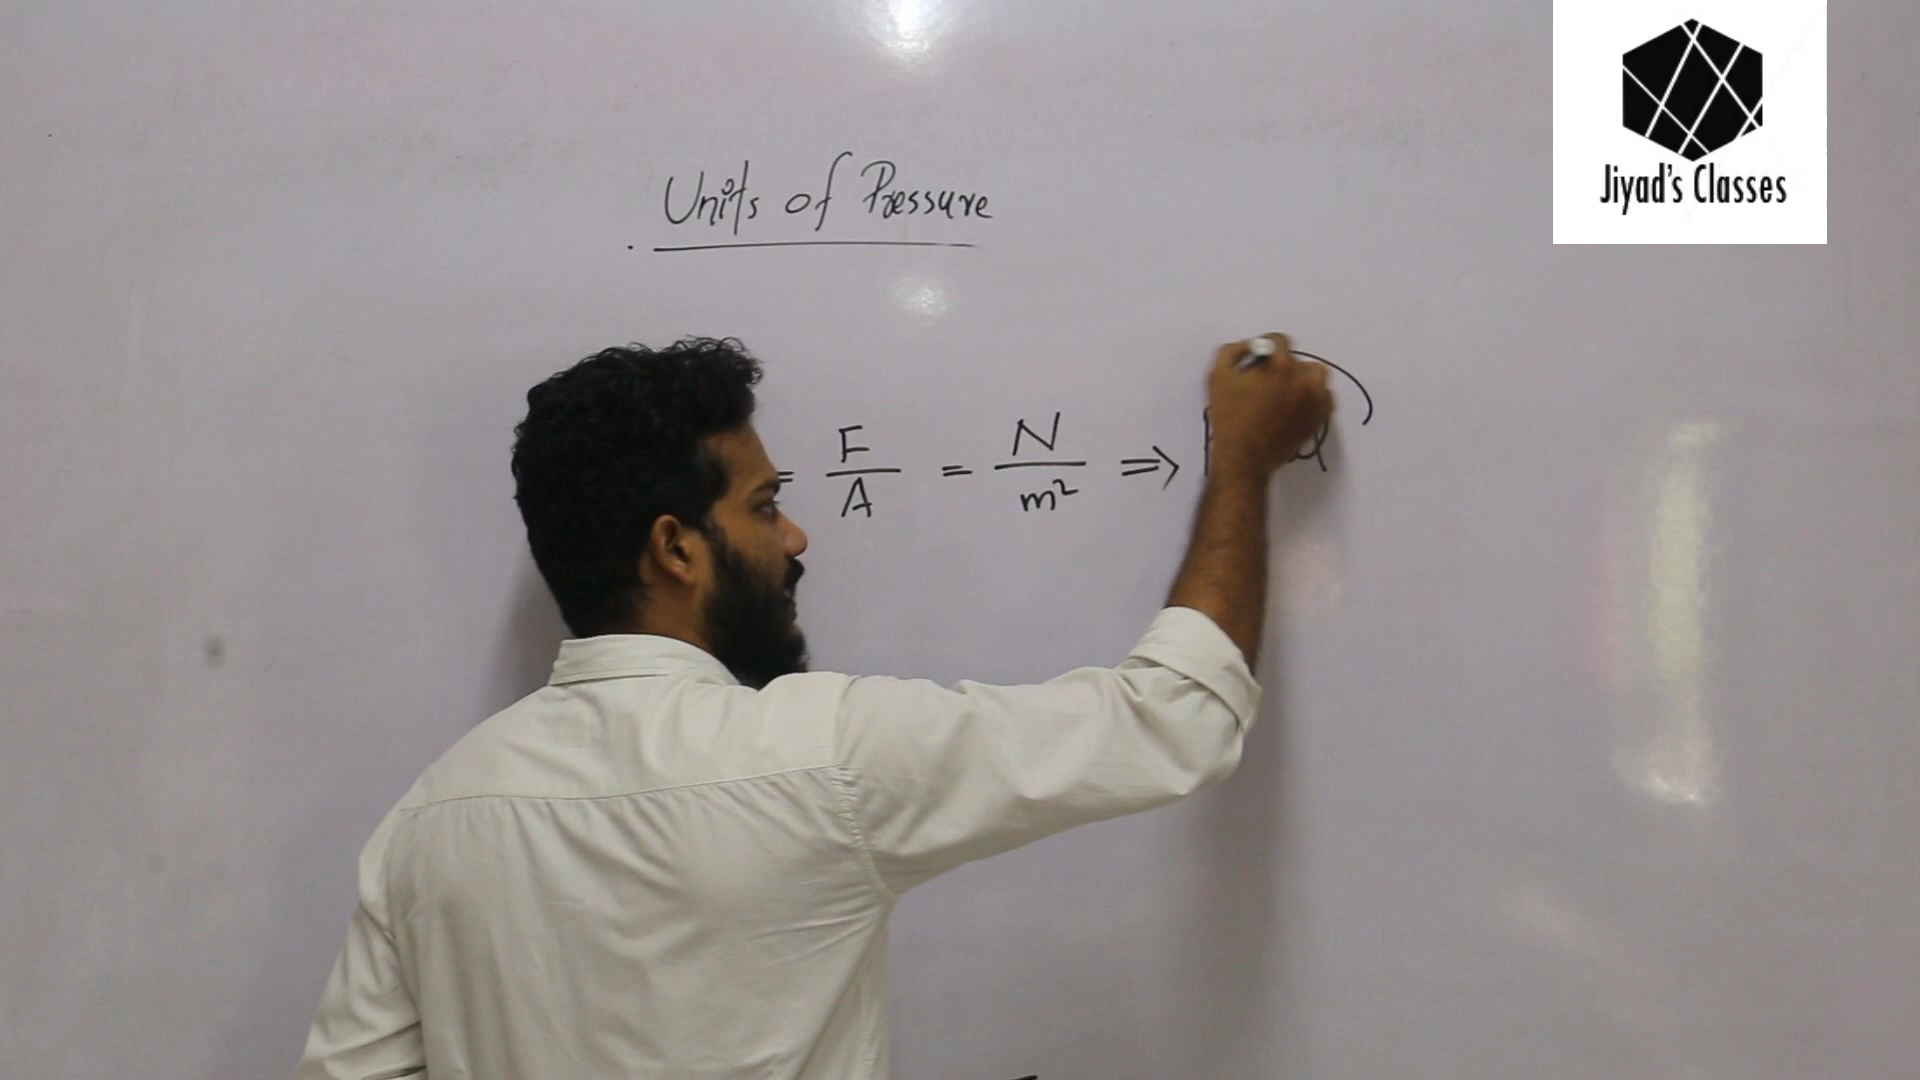 Jiyad's Classes
Units of Pressure
= F/A = N/m² ⇒